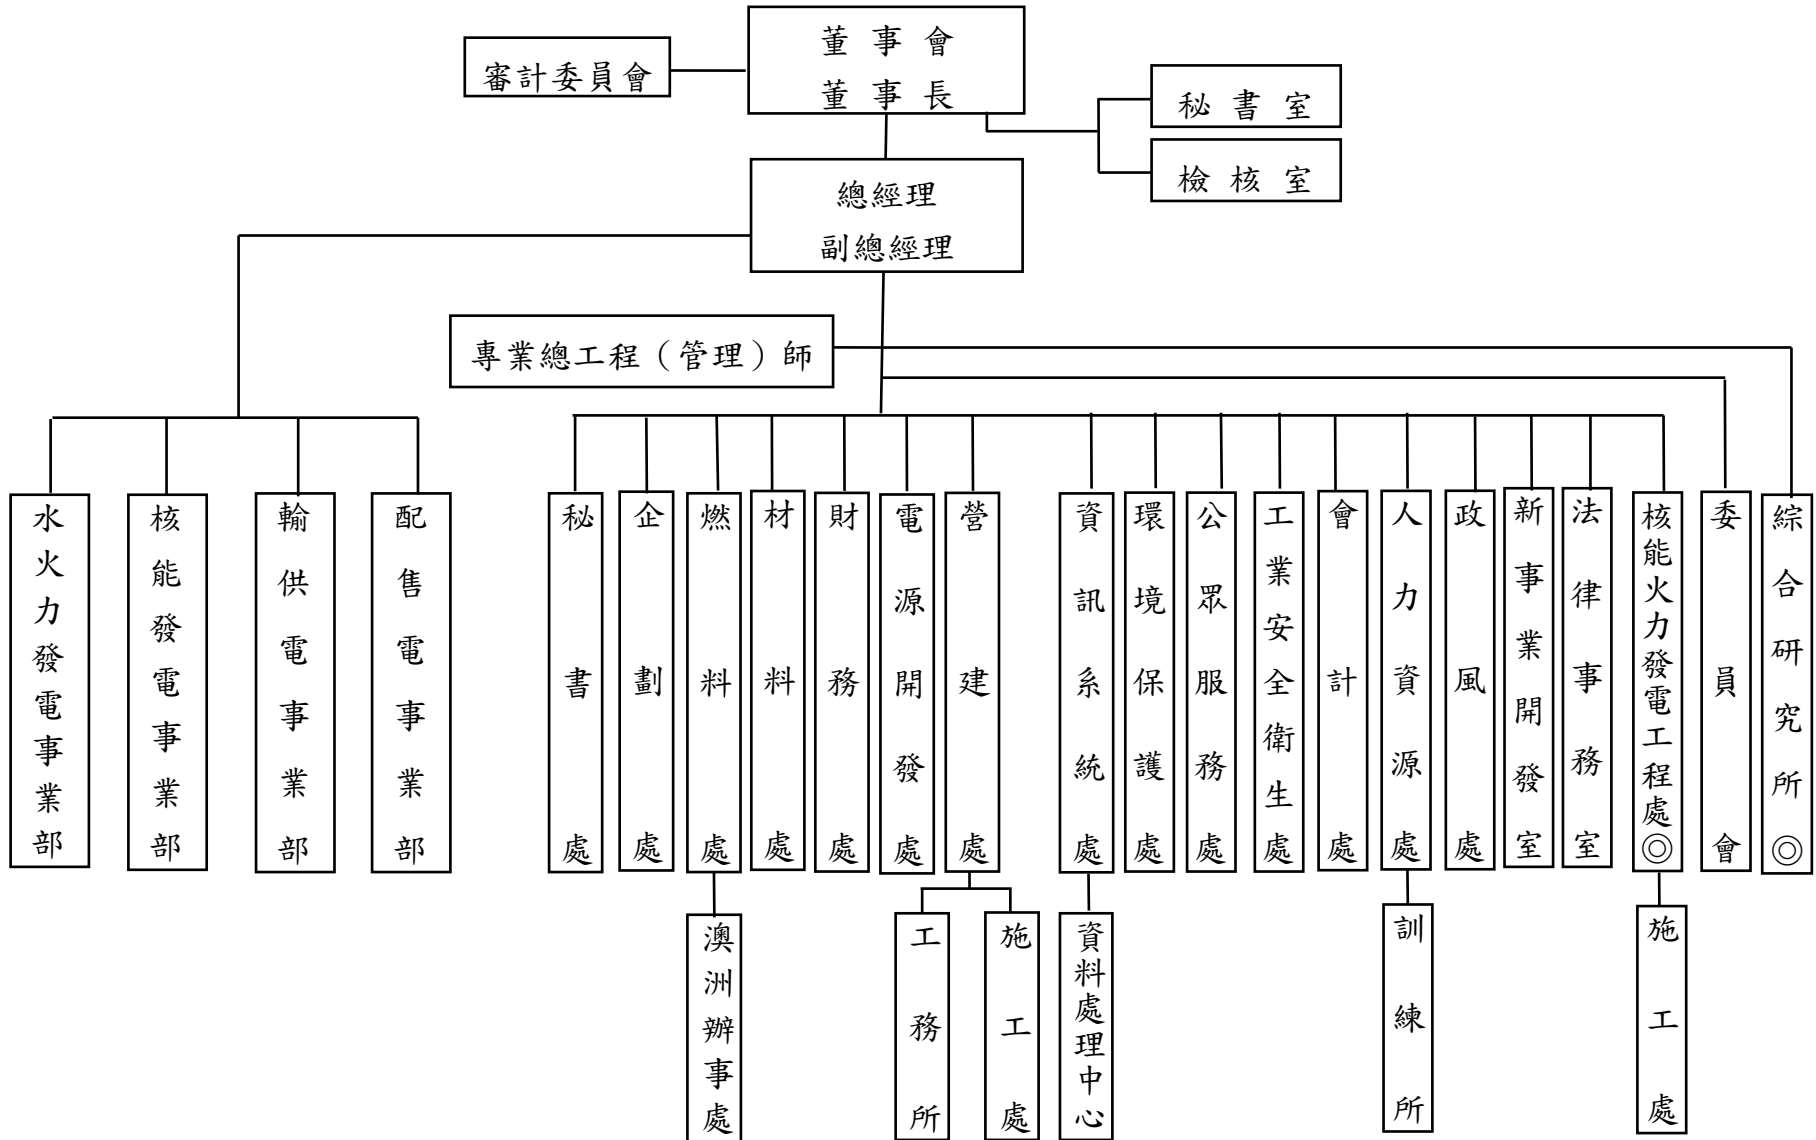 董事會
董事長
審計委員會
秘書室
檢核室
總經理
副總經理
專業總工程（管理）師
水火力發電事業部
核能發電事業部
輸供電事業部
配售電事業部
秘書處
企劃處
燃料處
材料處
財務處
電源開發處
營建處
資訊系統處
環境保護處
公眾服務處
工業安全衛生處
會計處
人力資源處
政風處
新事業開發室
法律事務室
核能火力發電工程處◎
委員會
綜合研究所◎
澳洲辦事處
工務所
施工處
資料處理中心
訓練所
施工處